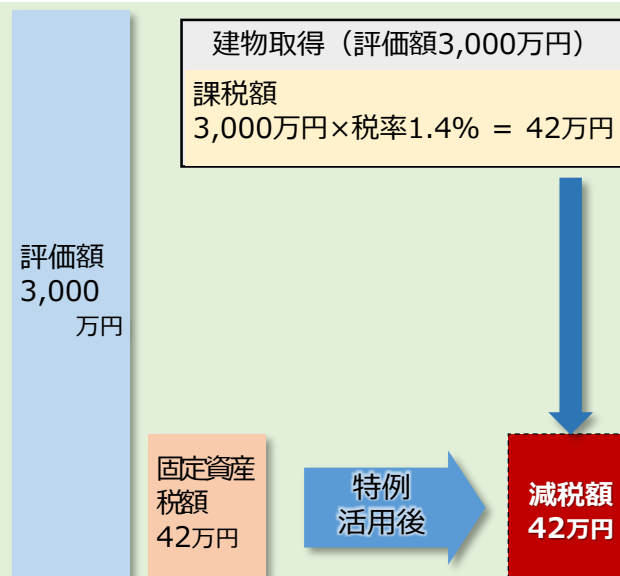 建物取得（評価額3,000万円）
課税額
3,000万円×税率1.4% = 42万円
評価額
3,000
万円
固定資産
税額
42万円
特例
活用後
減税額
42万円